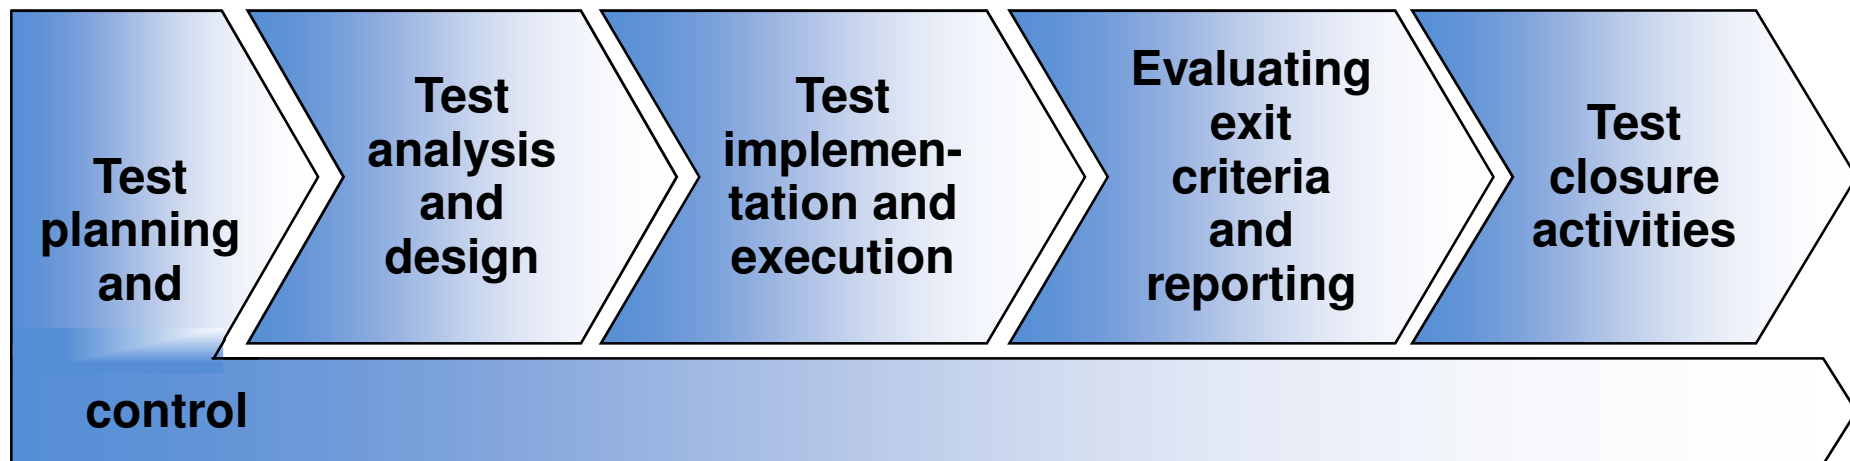 Test
planning
and
control
Test
analysis
and
design
Test
implemen-
tation and
execution
Evaluating
exit
criteria
and
reporting
Test
closure
activities